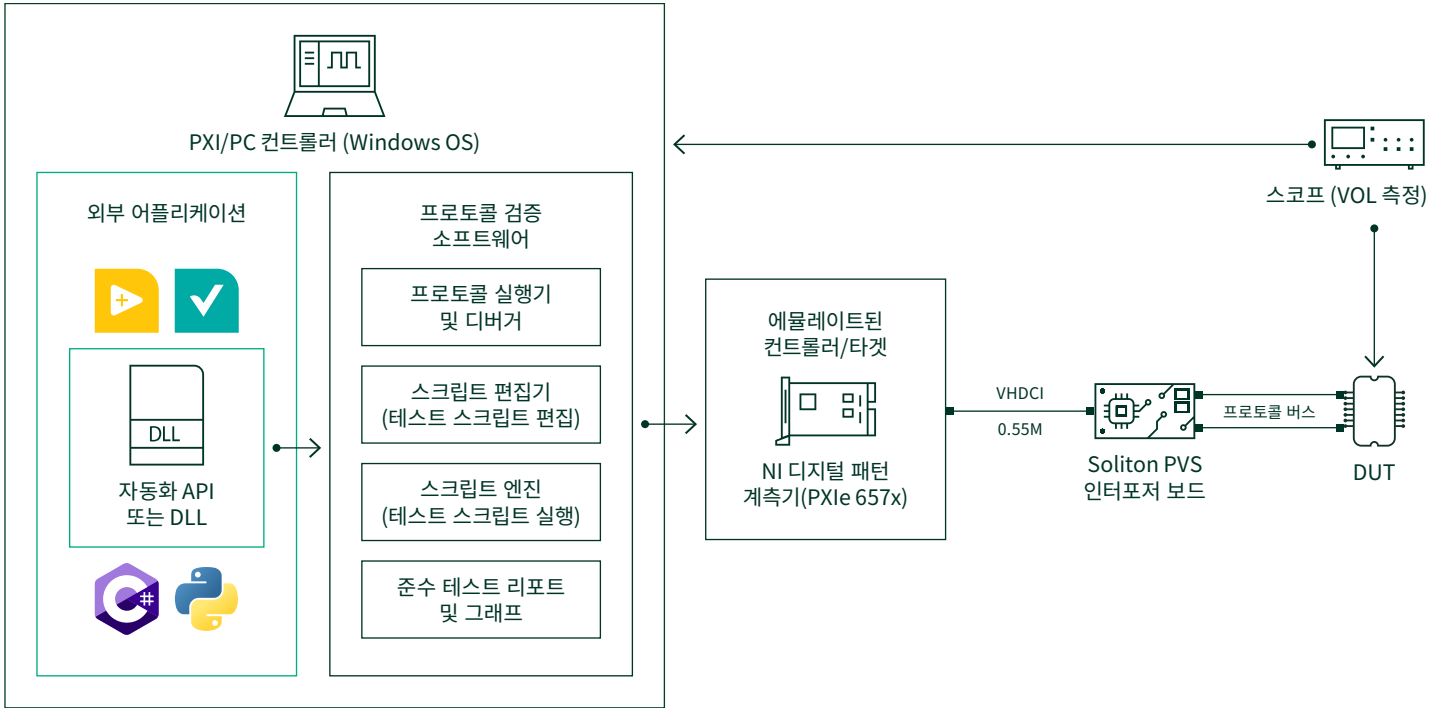 PXI/PC 컨트롤러 (Windows OS)
외부 어플리케이션
DLL
자동화 API
또는 DLL
C#
프로토콜 검증
소프트웨어
프로토콜 실행기
및 디버거
스크립트 편집기
(테스트 스크립트 편집)
스크립트 엔진
(테스트 스크립트 실행)
준수 테스트 리포트
및 그래프
에뮬레이트된
컨트롤러/타겟
NI 디지털 패턴
계측기(PXIe 657x)
VHDCI
0.55M
Soliton PVS
인터포저 보드
프로토콜 버스
스코프 (VOL 측정)
DUT